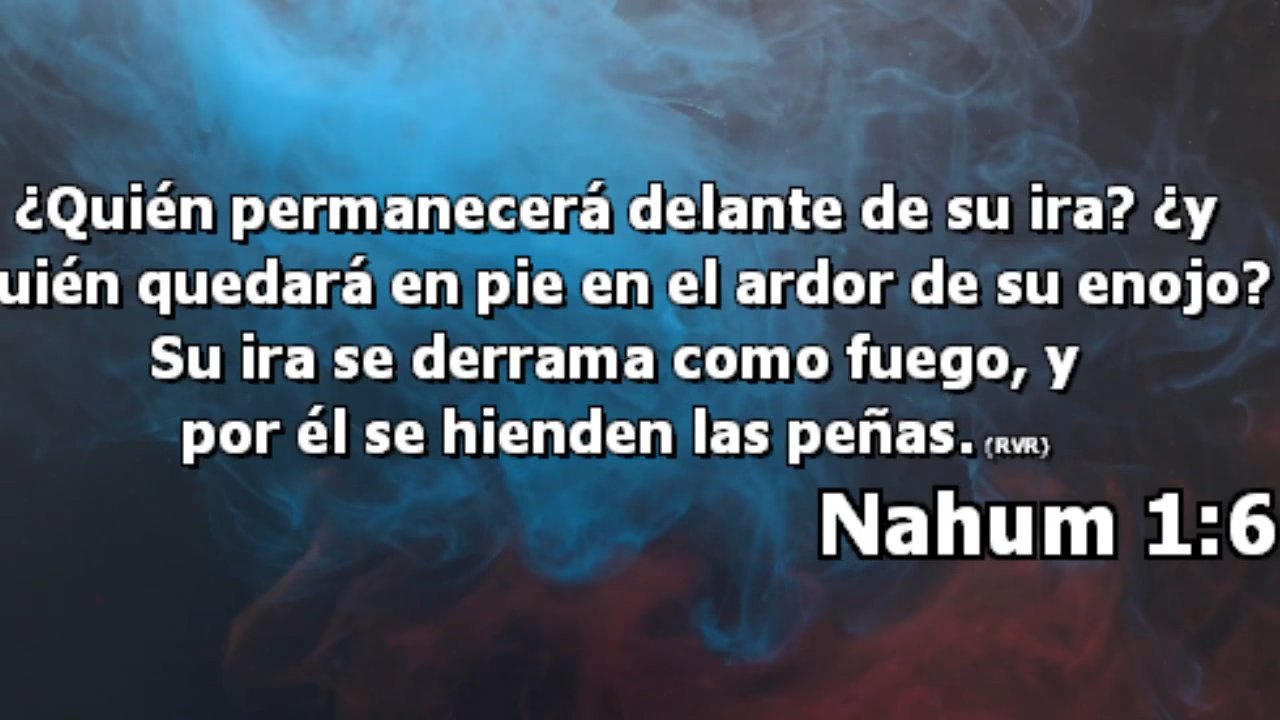 ¿Quién permanecerá delante de su ira? ¿y
uién quedará en pie en el ardor de su enojo?
Su ira se derrama como fuego, y
por él se hienden las peñas. (RVR)
Nahum 1:6